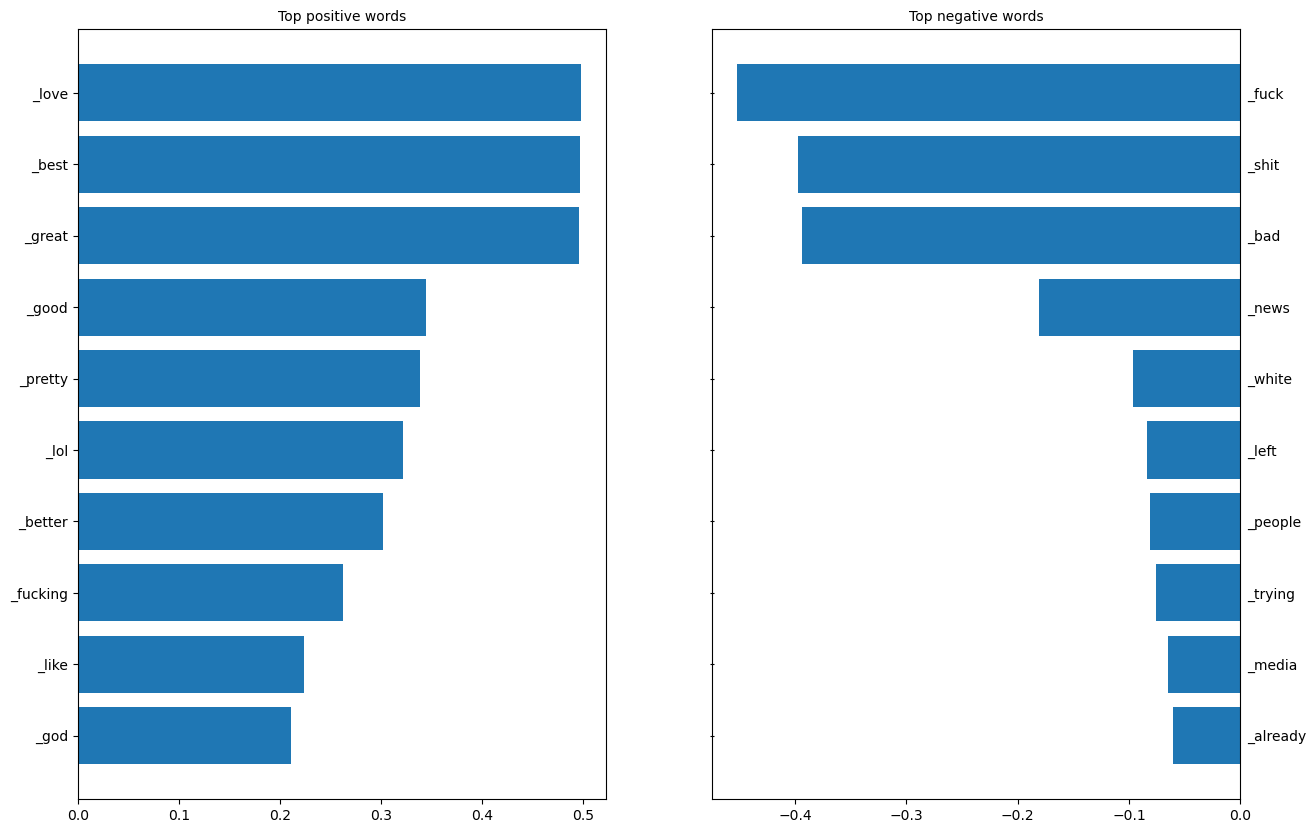 Top positive words
_love
_best
_great
_good
_pretty
_lol
_better
_fucking
_like
_god
0.0 0.1 0.2 0.3 0.4 0.5
Top negative words
_fuck
_shit
_bad
_news
_white
_left
_people
_trying
_media
_already
−0.4 −0.3 −0.2 −0.1 0.0